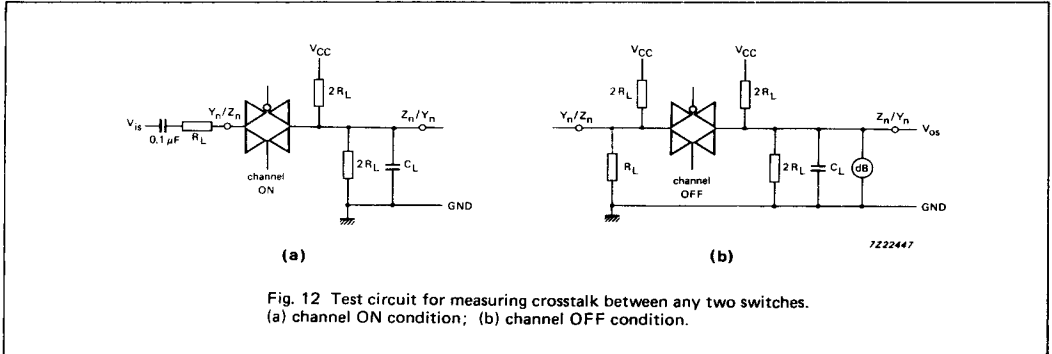 VCC
2RL
Yn/Zn
Zn/Yn
Vis
0.1 μF
RL
2RL
CL
channel
ON
GND
(a)
VCC
VCC
2RL
2RL
Yn/Zn
Zn/Yn
Vos
RL
2RL
CL
dB
channel
OFF
GND
(b)
7Z22447
Fig. 12 Test circuit for measuring crosstalk between any two switches.
(a) channel ON condition; (b) channel OFF condition.